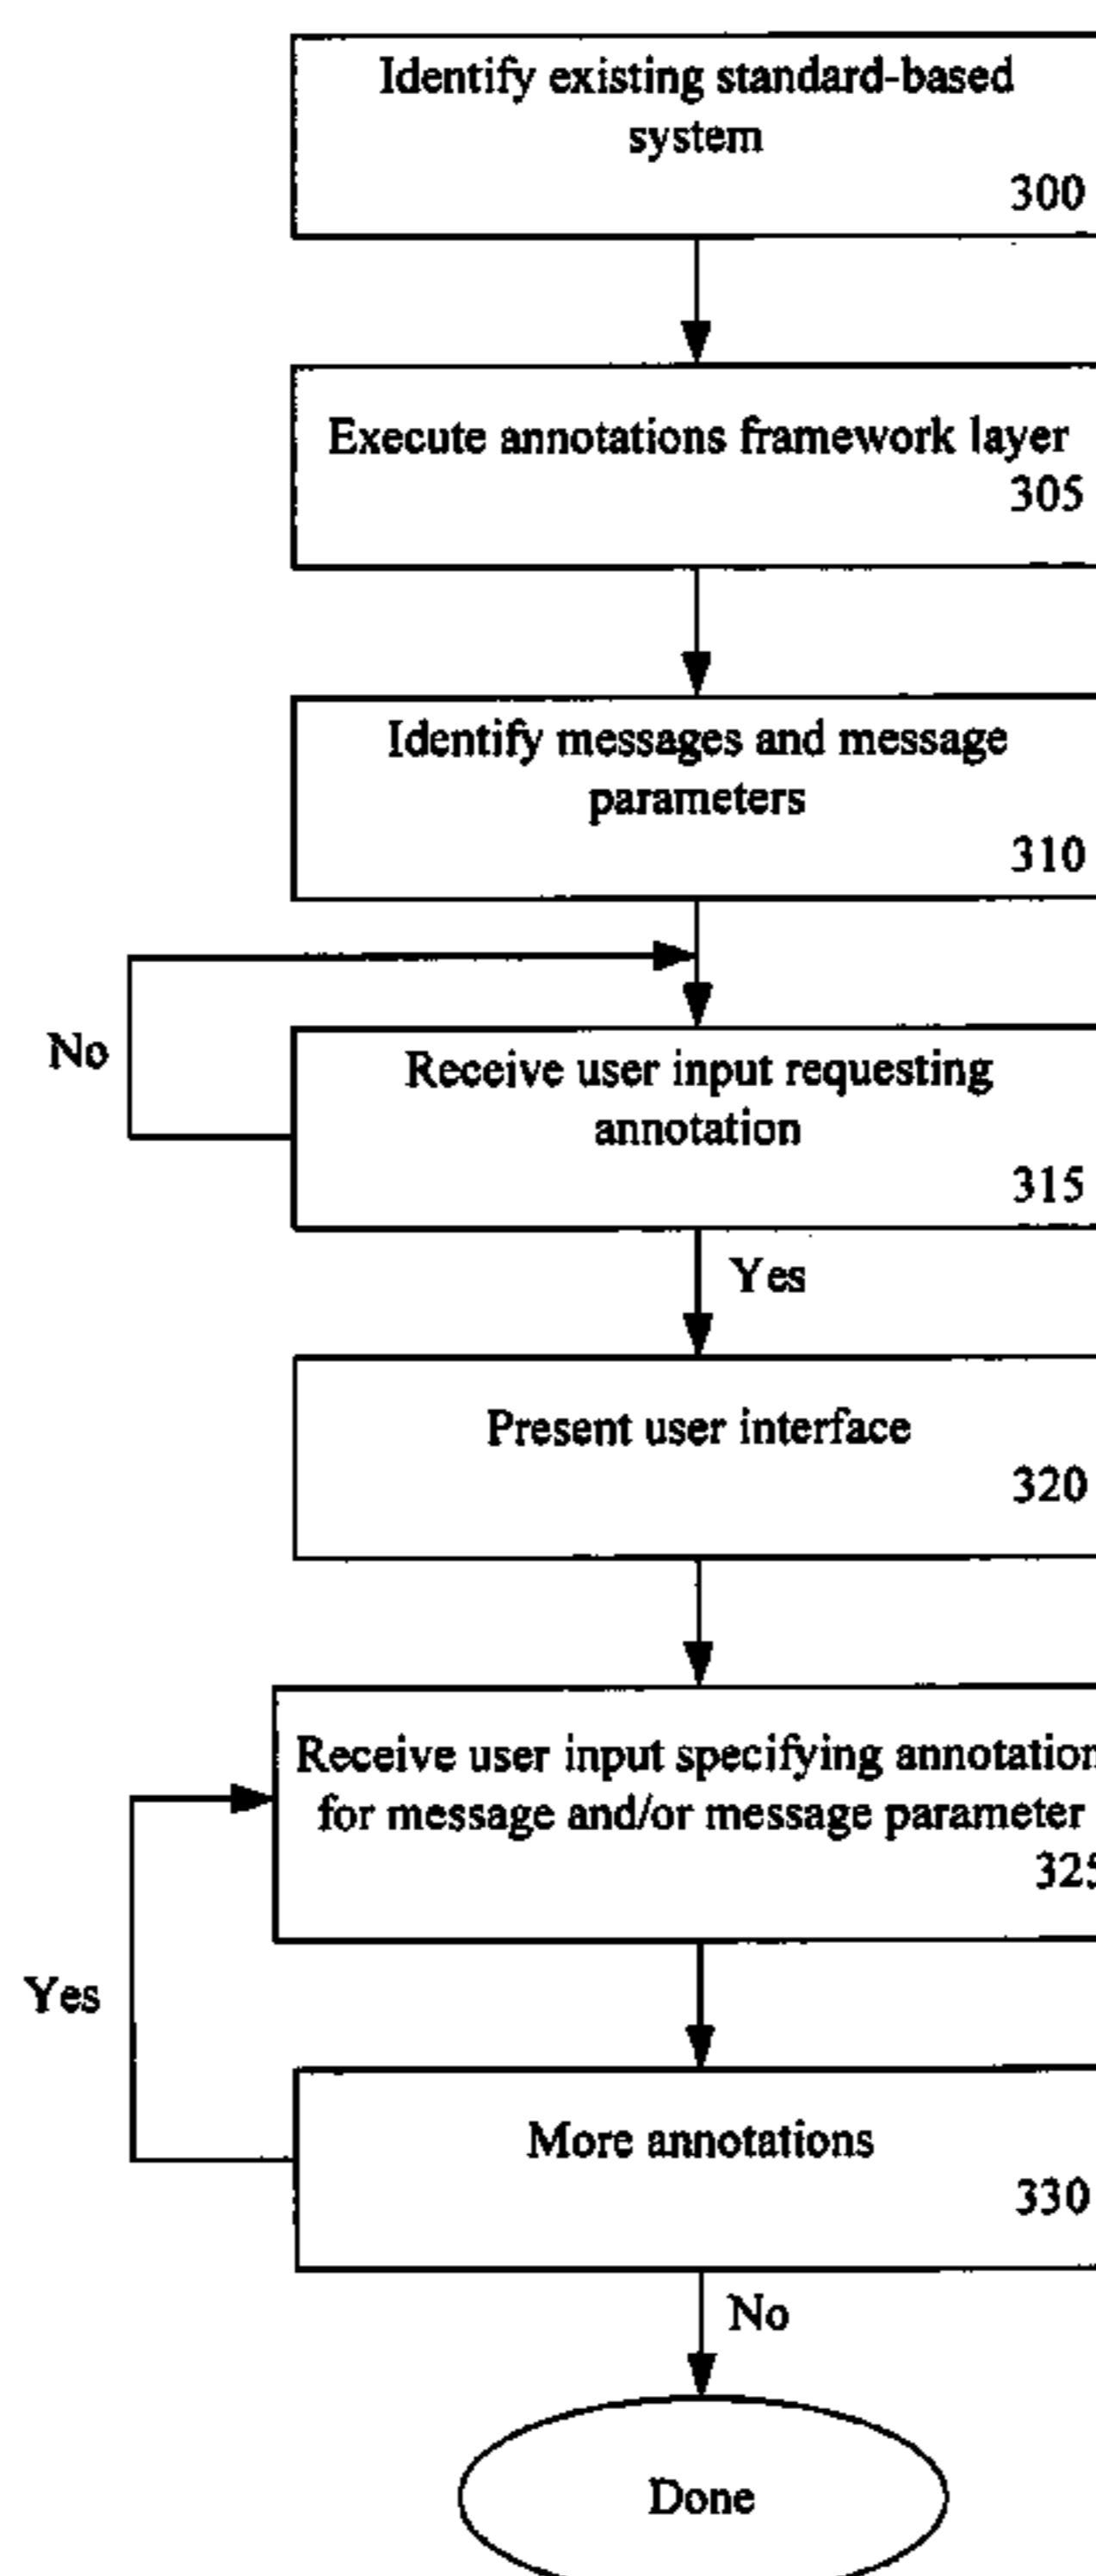 Identify existing standard-based
system
300
Execute annotations framework layer
305
Identify messages and message
parameters
310
No
Receive user input requesting
annotation
315
Yes
Present user interface
320
Receive user input specifying annotation
for message and/or message parameter
325
Yes
More annotations
330
No
Done